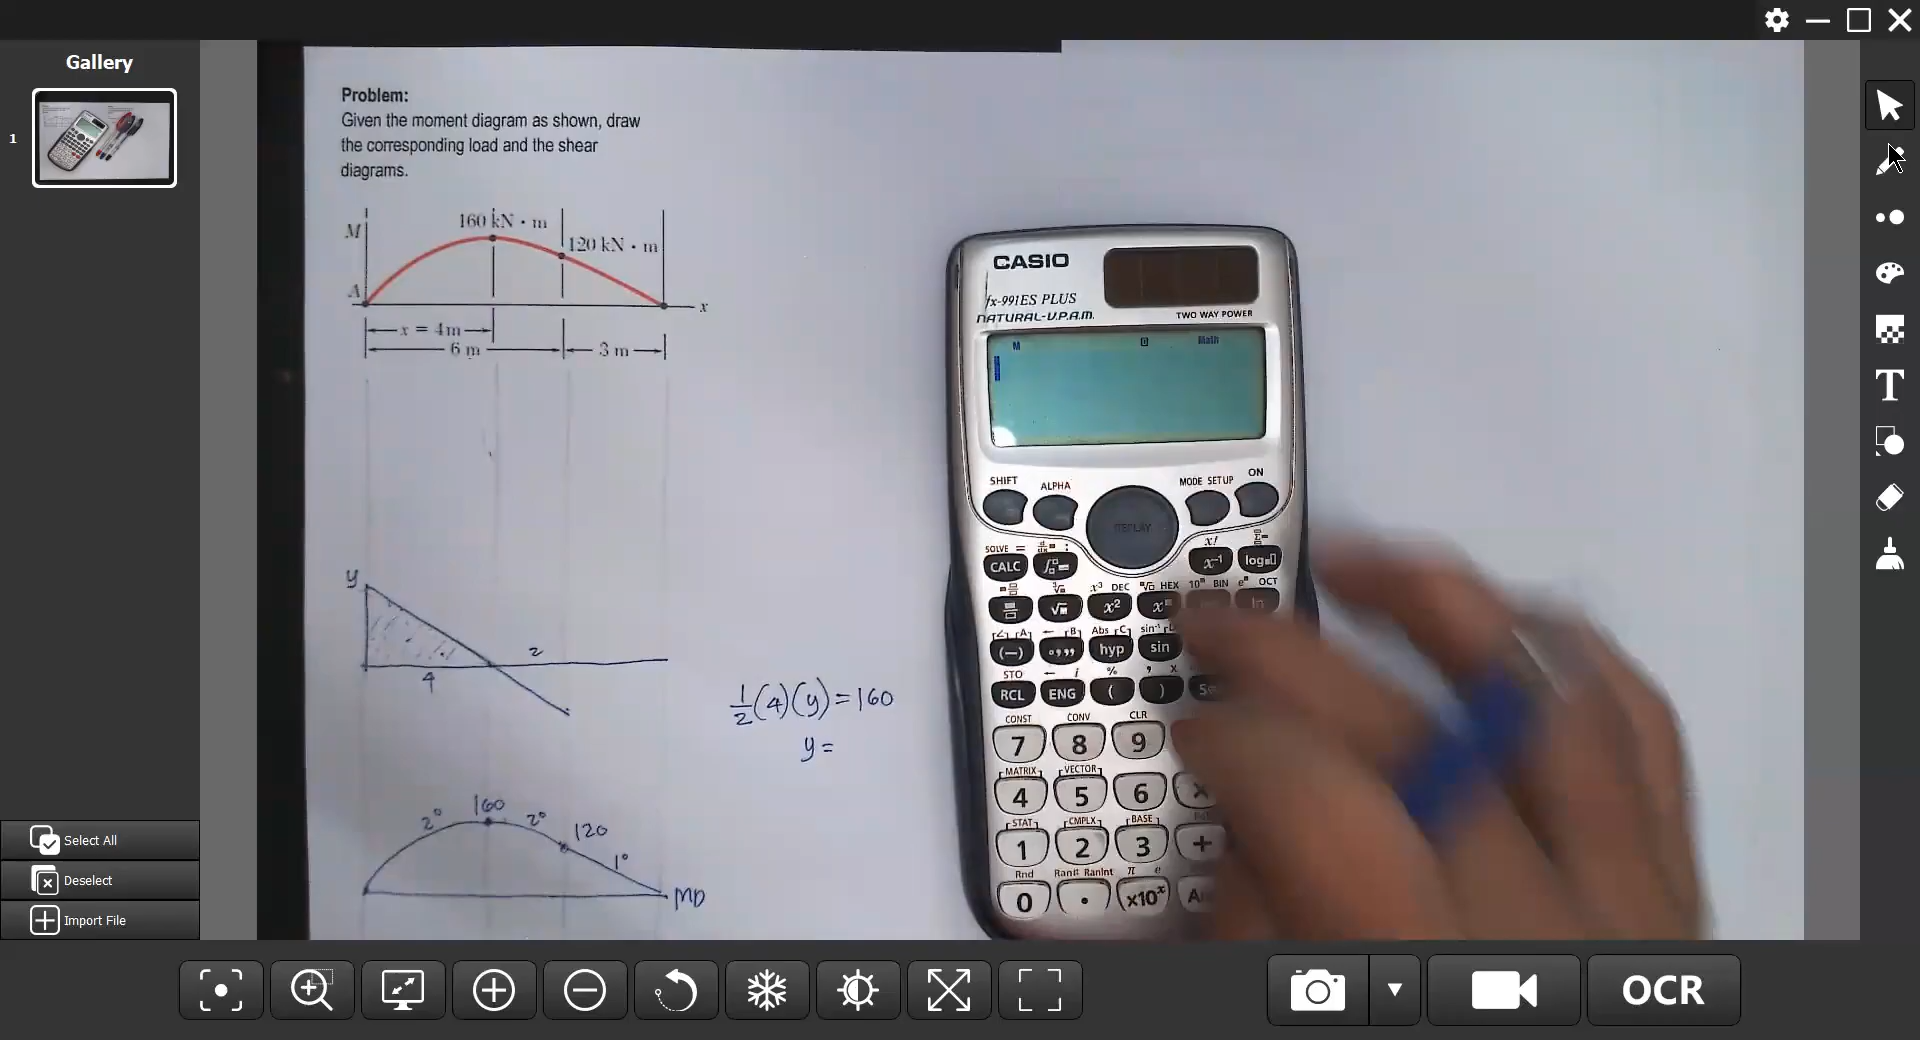 Gallery
1
Problem:
Given the moment diagram as shown, draw
the corresponding load and the shear
diagrams.
M
160 kN · m
120 kN · m
A
x
x = 4m
6 m
3 m
y
2
4
1/2 (4)(y) = 160
y =
160
2°
2°
120
1°
MD
CASIO
fx-991ES PLUS
NATURAL-V.P.A.M.
TWO WAY POWER
M D Math
SHIFT ALPHA MODE SETUP ON
REPLAY
SOLVE = d/dx : x! Σ=
CALC ∫ x⁻¹ log
x³ DEC HEX 10 BIN e OCT
√ x² x ln
∠ A ← B Abs C sin⁻¹
(−) ° ' '' hyp sin
STO ← i % , X
RCL ENG ( )
CONST CONV CLR
7 8 9
MATRIX VECTOR
4 5 6 ×
STAT CMPLX BASE
1 2 3 +
Rnd Ran# RanInt π e
0 · ×10ˣ
Select All
Deselect
Import File
OCR
T